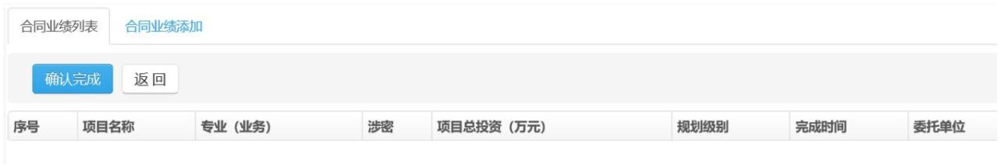 合同业绩列表 合同业绩添加
确认完成 返 回
序号 项目名称 专业（业务） 涉密 项目总投资（万元） 规划级别 完成时间 委托单位